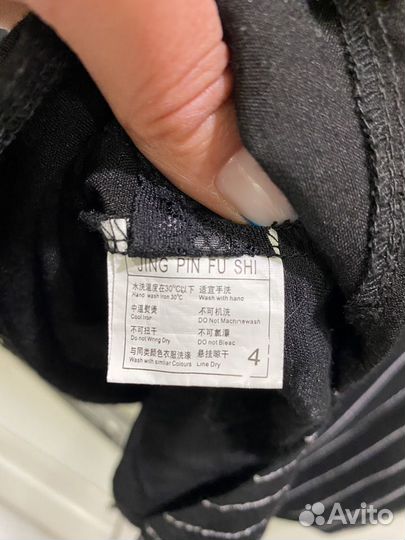 JING PIN FU SHI
水洗温度在30°C以下 适宜手洗
Hand wash Iron 30°C Wash with hand
中温熨烫 不可机洗
Cool Iron DO Not Machinewash
不可扭干 不可氯漂
Do not Wring Dry DO not Bleac
与同类颜色衣服洗涤 悬挂晾干
Wash with similar Colours Line Dry
4
Avito